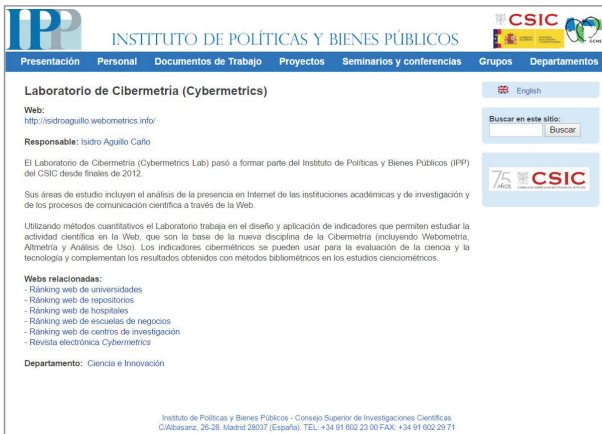 IPP
INSTITUTO DE POLÍTICAS Y BIENES PÚBLICOS
CSIC
CCHS
Presentación Personal Documentos de Trabajo Proyectos Seminarios y conferencias Grupos Departamentos
Laboratorio de Cibermetría (Cybermetrics)
English
Web:
http://isidroaguillo.webometrics.info/
Buscar en este sitio:
Buscar
Responsable: Isidro Aguillo Caño
El Laboratorio de Cibermetría (Cybermetrics Lab) pasó a formar parte del Instituto de Políticas y Bienes Públicos (IPP)
del CSIC desde finales de 2012.
75 AÑOS CSIC
Sus áreas de estudio incluyen el análisis de la presencia en Internet de las instituciones académicas y de investigación y
de los procesos de comunicación científica a través de la Web.
Utilizando métodos cuantitativos el Laboratorio trabaja en el diseño y aplicación de indicadores que permiten estudiar la
actividad científica en la Web, que son la base de la nueva disciplina de la Cibermetría (incluyendo Webometría,
Altmetría y Análisis de Uso). Los indicadores cibermétricos se pueden usar para la evaluación de la ciencia y la
tecnología y complementan los resultados obtenidos con métodos bibliométricos en los estudios cienciométricos.
Webs relacionadas:
- Ránking web de universidades
- Ránking web de repositorios
- Ránking web de hospitales
- Ránking web de escuelas de negocios
- Ránking web de centros de investigación
- Revista electrónica Cybermetrics
Departamento: Ciencia e Innovación
Instituto de Políticas y Bienes Públicos - Consejo Superior de Investigaciones Científicas
C/Albasanz, 26-28. Madrid 28037 (España). TEL: +34 91 602 23 00 FAX: +34 91 602 29 71